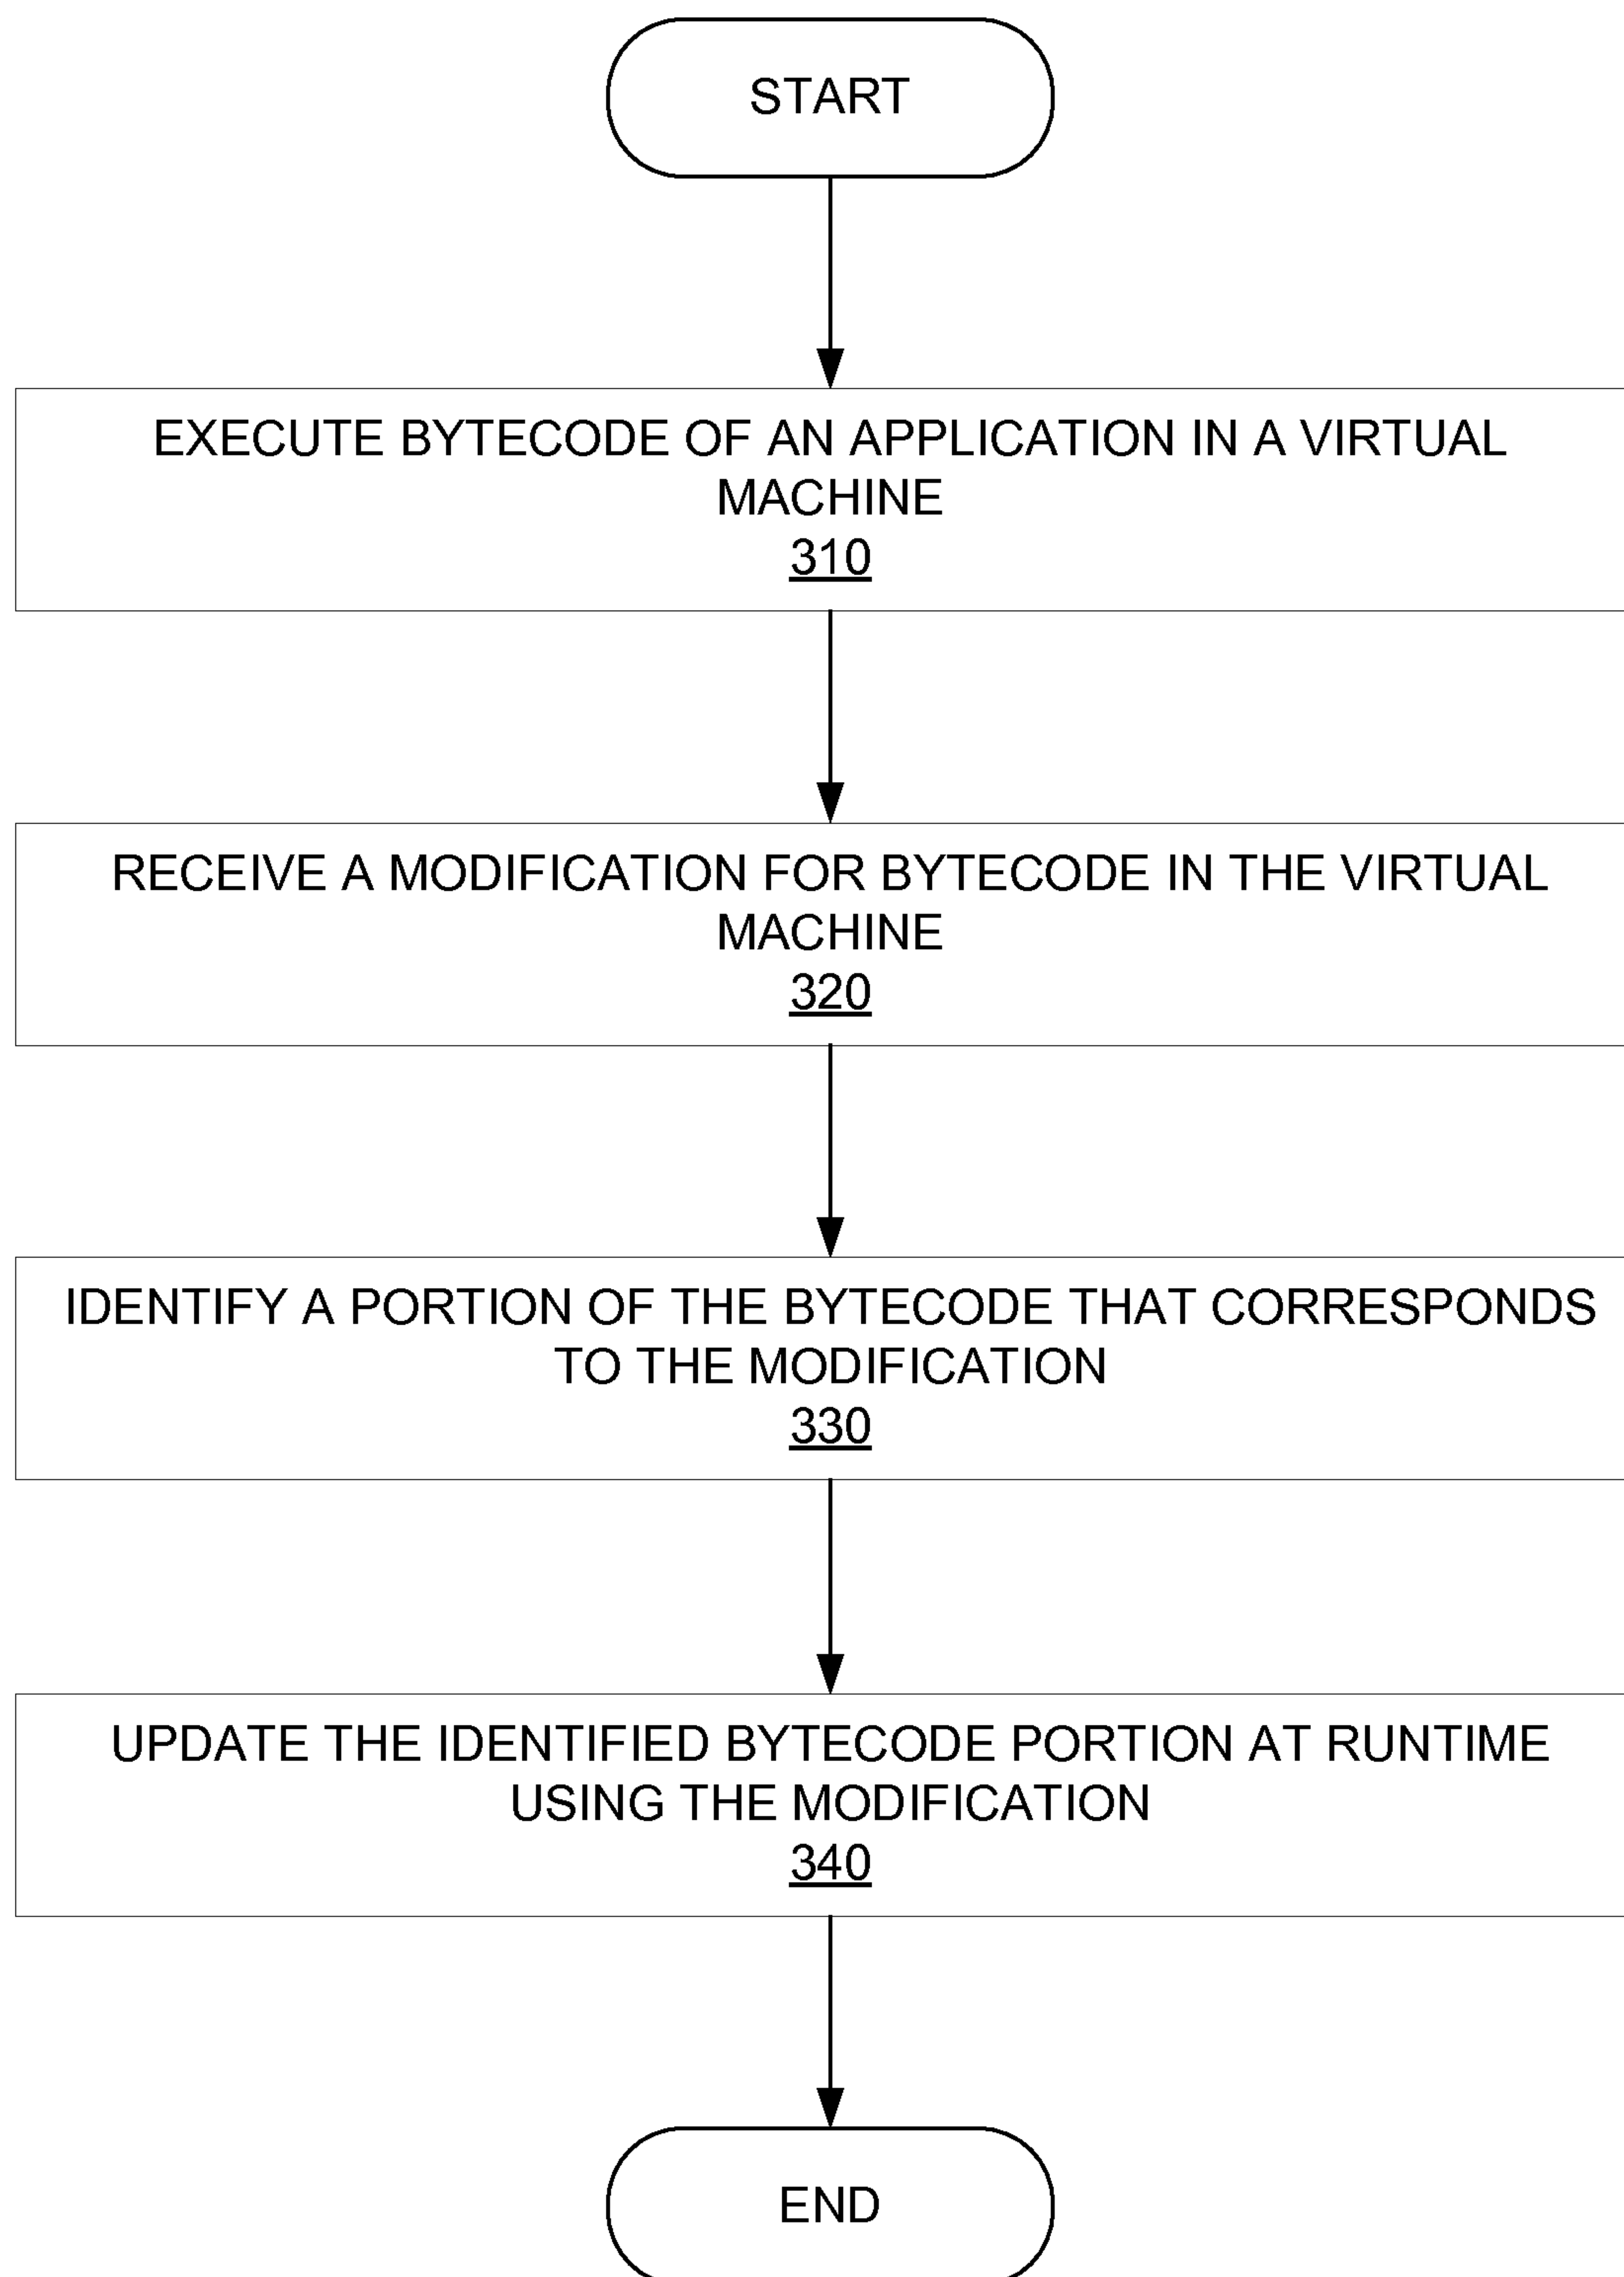 START
EXECUTE BYTECODE OF AN APPLICATION IN A VIRTUAL
MACHINE
310
RECEIVE A MODIFICATION FOR BYTECODE IN THE VIRTUAL
MACHINE
320
IDENTIFY A PORTION OF THE BYTECODE THAT CORRESPONDS
TO THE MODIFICATION
330
UPDATE THE IDENTIFIED BYTECODE PORTION AT RUNTIME
USING THE MODIFICATION
340
END